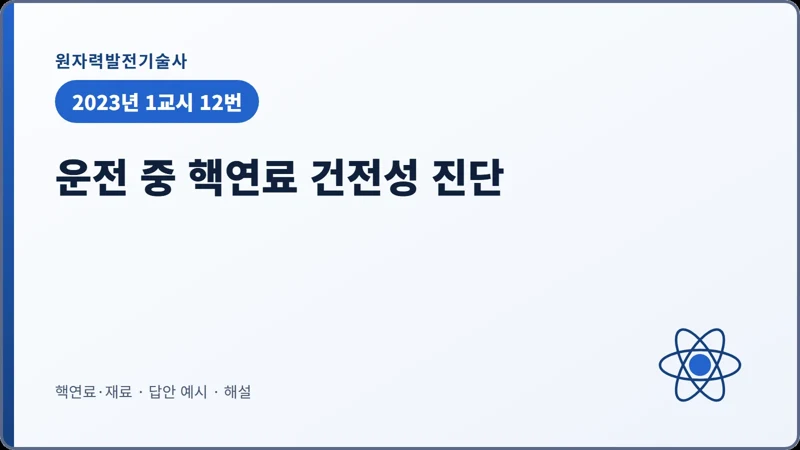 원자력발전기술사
2023년 1교시 12번
운전 중 핵연료 건전성 진단
핵연료·재료 · 답안 예시 · 해설